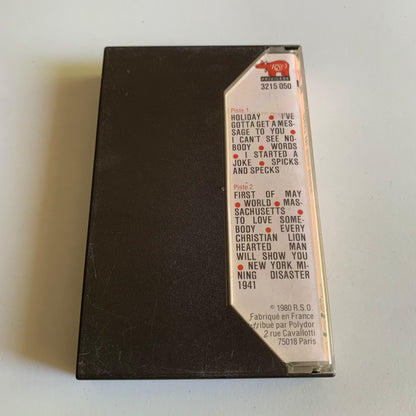 RSO
PRIVILEGE
3215 050
Piste 1
HOLIDAY • I'VE
GOTTA GET A MES-
SAGE TO YOU •
I CAN'T SEE NO-
BODY • WORDS
• I STARTED A
JOKE • SPICKS
AND SPECKS
Piste 2
FIRST OF MAY
• WORLD • MAS-
SACHUSETTS •
TO LOVE SOME-
BODY • EVERY
CHRISTIAN LION
HEARTED MAN
WILL SHOW YOU
• NEW YORK MI-
NING DISASTER
1941
© 1980 R.S.O.
Fabriqué en France
tribué par Polydor
2 rue Cavallotti
75018 Paris